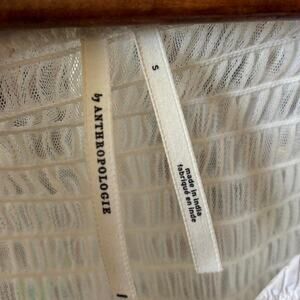 by ANTHROPOLOGIE
S
made in india
fabriqué en inde